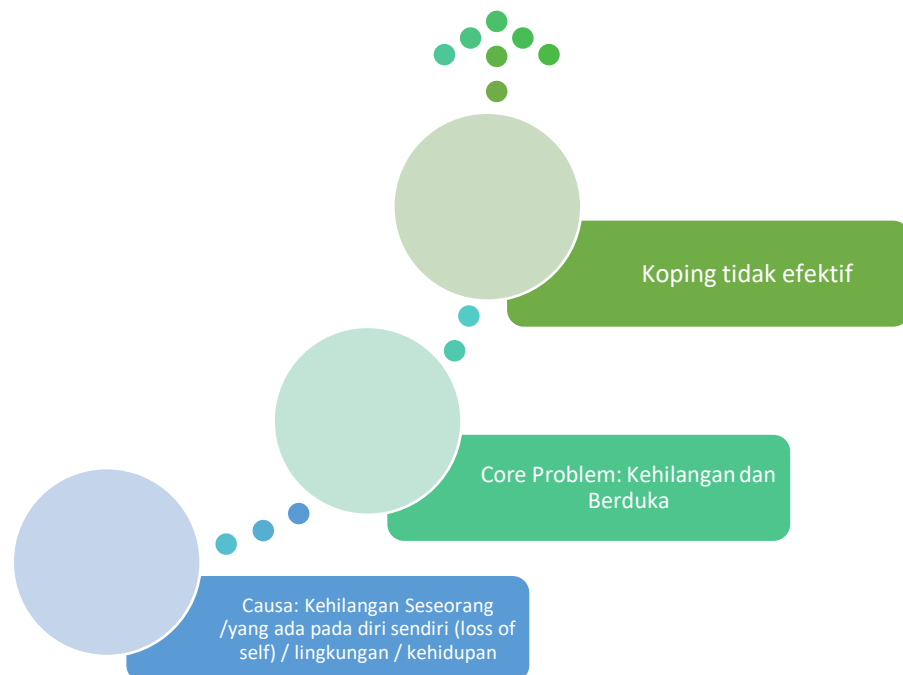 Koping tidak efektif
Core Problem: Kehilangan dan
Berduka
Causa: Kehilangan Seseorang
/yang ada pada diri sendiri (loss of
self) / lingkungan / kehidupan